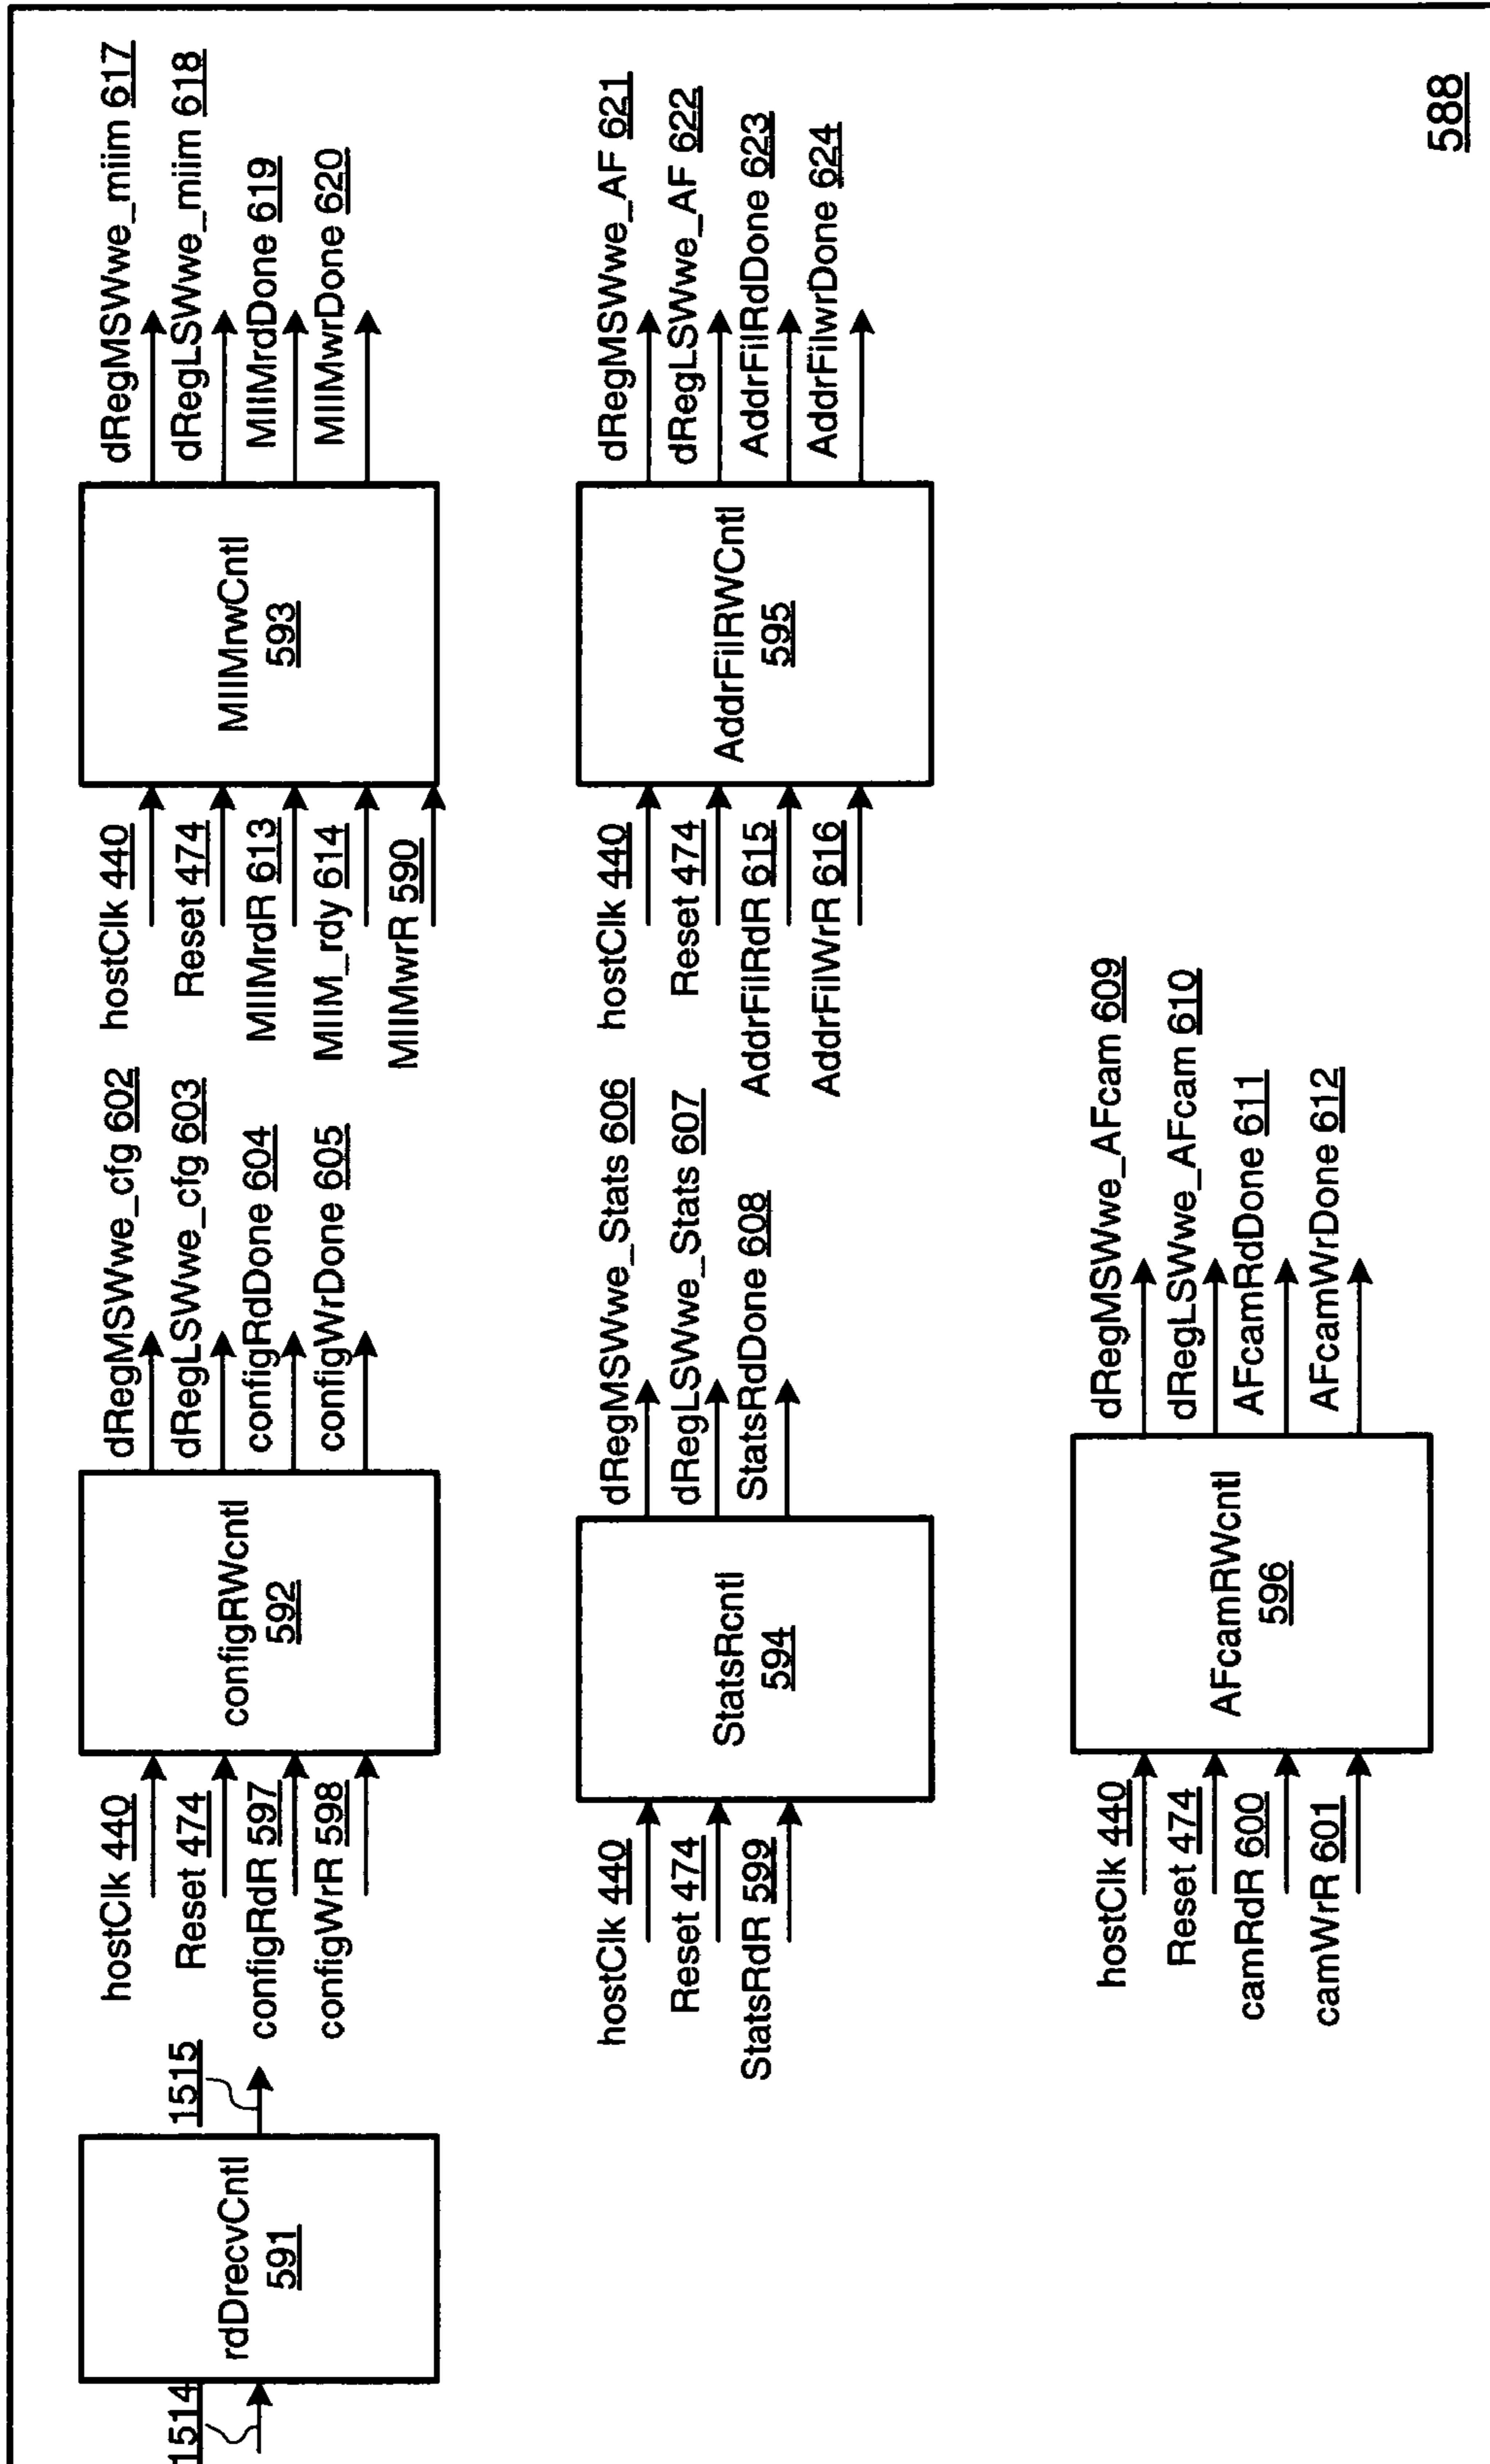 1514
rdDrecvCntl
591
1515
hostClk 440
Reset 474
configRdR 597
configWrR 598
configRWcntl
592
dRegMSWwe_cfg 602
dRegLSWwe_cfg 603
configRdDone 604
configWrDone 605
hostClk 440
Reset 474
MIIMrdR 613
MIIM_rdy 614
MIIMwrR 590
MIIMrwCntl
593
dRegMSWwe_miim 617
dRegLSWwe_miim 618
MIIMrdDone 619
MIIMwrDone 620
hostClk 440
Reset 474
StatsRdR 599
StatsRcntl
594
dRegMSWwe_Stats 606
dRegLSWwe_Stats 607
StatsRdDone 608
hostClk 440
Reset 474
AddrFilRdR 615
AddrFilWrR 616
AddrFilRWCntl
595
dRegMSWwe_AF 621
dRegLSWwe_AF 622
AddrFilRdDone 623
AddrFilwrDone 624
hostClk 440
Reset 474
camRdR 600
camWrR 601
AFcamRWcntl
596
dRegMSWwe_AFcam 609
dRegLSWwe_AFcam 610
AFcamRdDone 611
AFcamWrDone 612
588